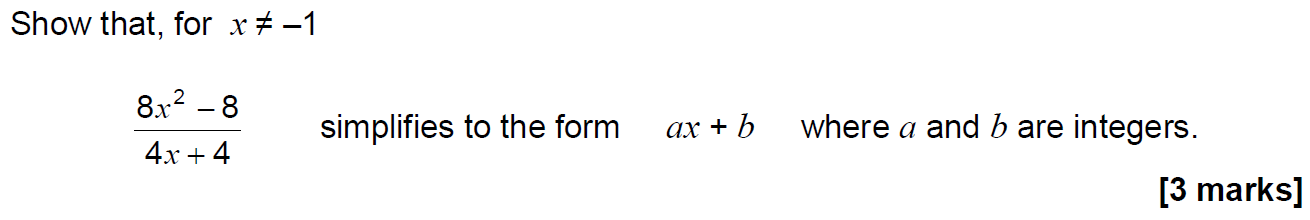 Show that, for x ≠ –1
8x² – 8
4x + 4
simplifies to the form ax + b where a and b are integers.
[3 marks]